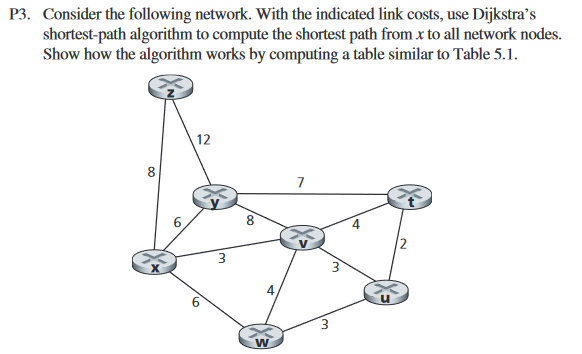 P3. Consider the following network. With the indicated link costs, use Dijkstra’s
shortest-path algorithm to compute the shortest path from x to all network nodes.
Show how the algorithm works by computing a table similar to Table 5.1.
z
12
8
7
y
t
6
8
4
v
2
x
3
3
u
4
6
3
w